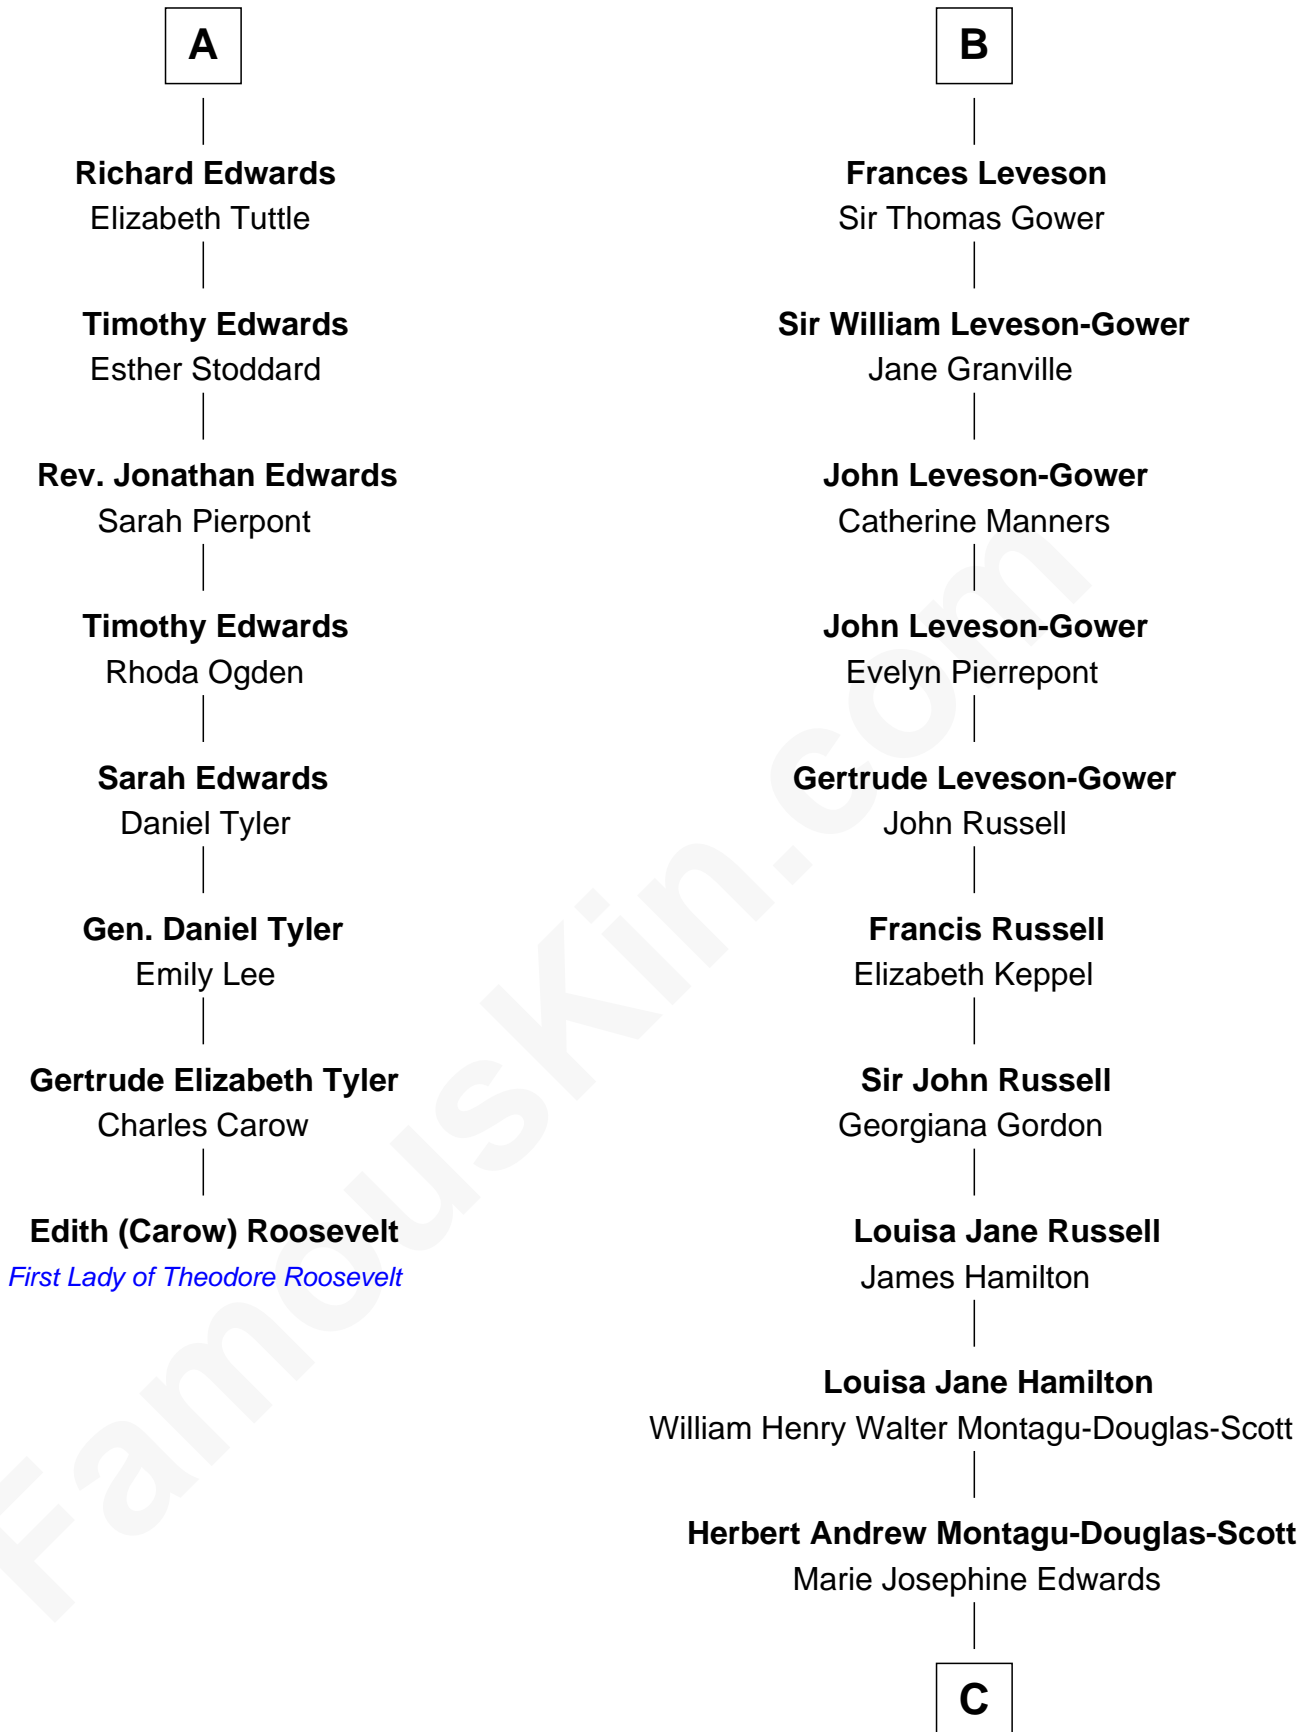 A
Richard Edwards
Elizabeth Tuttle
Timothy Edwards
Esther Stoddard
Rev. Jonathan Edwards
Sarah Pierpont
Timothy Edwards
Rhoda Ogden
Sarah Edwards
Daniel Tyler
Gen. Daniel Tyler
Emily Lee
Gertrude Elizabeth Tyler
Charles Carow
Edith (Carow) Roosevelt
First Lady of Theodore Roosevelt
B
Frances Leveson
Sir Thomas Gower
Sir William Leveson-Gower
Jane Granville
John Leveson-Gower
Catherine Manners
John Leveson-Gower
Evelyn Pierrepont
Gertrude Leveson-Gower
John Russell
Francis Russell
Elizabeth Keppel
Sir John Russell
Georgiana Gordon
Louisa Jane Russell
James Hamilton
Louisa Jane Hamilton
William Henry Walter Montagu-Douglas-Scott
Herbert Andrew Montagu-Douglas-Scott
Marie Josephine Edwards
C
FamousKin.com